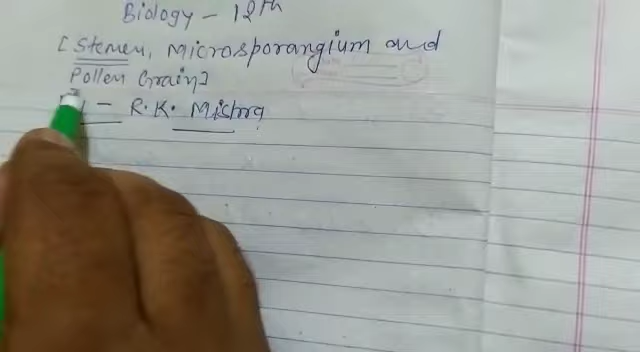 Biology - 12th
[Stemen, Microsporangium and
Pollen Grain]
- R.K. Mishra